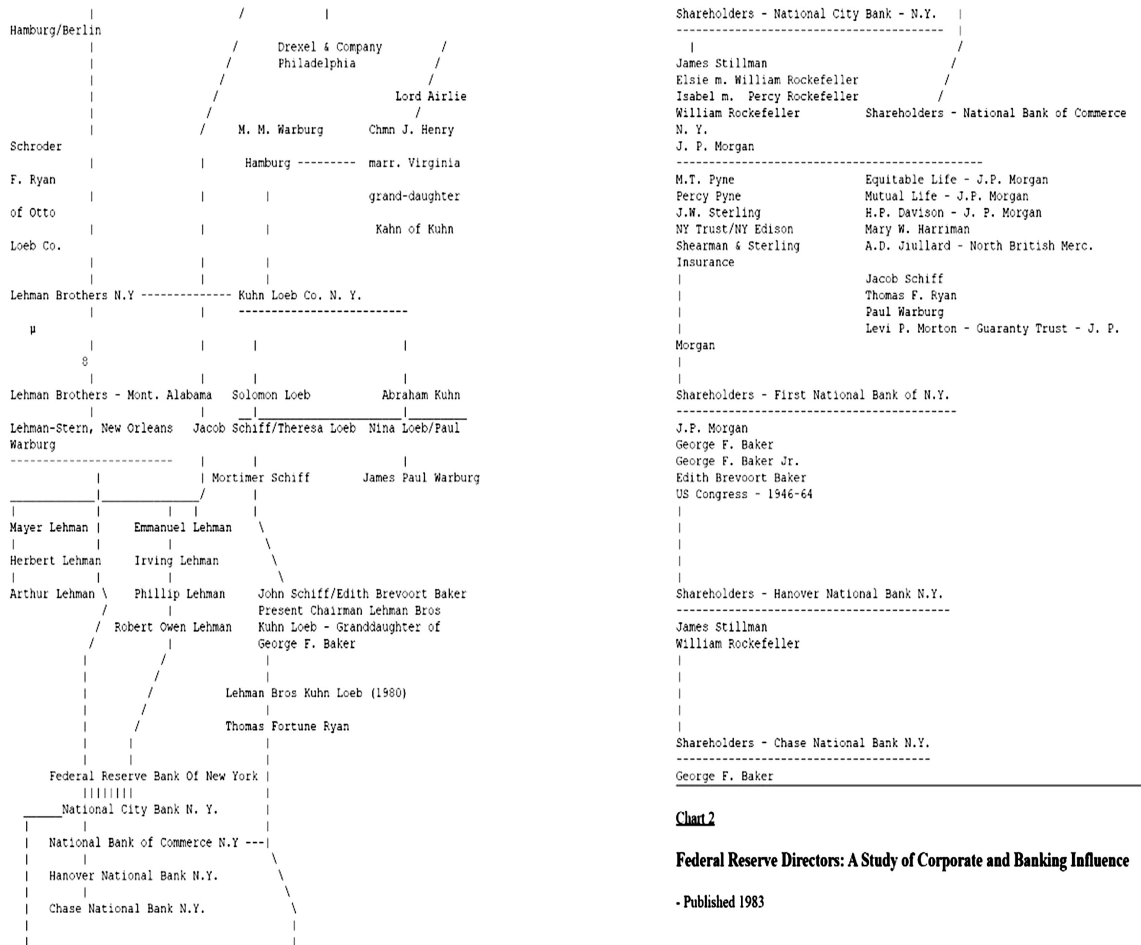 Hamburg/Berlin
Drexel & Company
Philadelphia
Lord Airlie
M. M. Warburg Chmn J. Henry
Schroder
Hamburg --------- marr. Virginia
F. Ryan
grand-daughter
of Otto
Kahn of Kuhn
Loeb Co.
Lehman Brothers N.Y -------------- Kuhn Loeb Co. N. Y.
µ
8
Lehman Brothers - Mont. Alabama Solomon Loeb Abraham Kuhn
Lehman-Stern, New Orleans Jacob Schiff/Theresa Loeb Nina Loeb/Paul
Warburg
Mortimer Schiff James Paul Warburg
Mayer Lehman Emmanuel Lehman
Herbert Lehman Irving Lehman
Arthur Lehman \ Phillip Lehman John Schiff/Edith Brevoort Baker
Present Chairman Lehman Bros
Robert Owen Lehman Kuhn Loeb - Granddaughter of
George F. Baker
Lehman Bros Kuhn Loeb (1980)
Thomas Fortune Ryan
Federal Reserve Bank Of New York
National City Bank N. Y.
National Bank of Commerce N.Y ---
Hanover National Bank N.Y.
Chase National Bank N.Y.
Shareholders - National City Bank - N.Y.
James Stillman
Elsie m. William Rockefeller
Isabel m. Percy Rockefeller
William Rockefeller Shareholders - National Bank of Commerce
N. Y.
J. P. Morgan
M.T. Pyne Equitable Life - J.P. Morgan
Percy Pyne Mutual Life - J.P. Morgan
J.W. Sterling H.P. Davison - J. P. Morgan
NY Trust/NY Edison Mary W. Harriman
Shearman & Sterling A.D. Jiullard - North British Merc.
Insurance
Jacob Schiff
Thomas F. Ryan
Paul Warburg
Levi P. Morton - Guaranty Trust - J. P.
Morgan
Shareholders - First National Bank of N.Y.
J.P. Morgan
George F. Baker
George F. Baker Jr.
Edith Brevoort Baker
US Congress - 1946-64
Shareholders - Hanover National Bank N.Y.
James Stillman
William Rockefeller
Shareholders - Chase National Bank N.Y.
George F. Baker
Chart 2
Federal Reserve Directors: A Study of Corporate and Banking Influence
- Published 1983